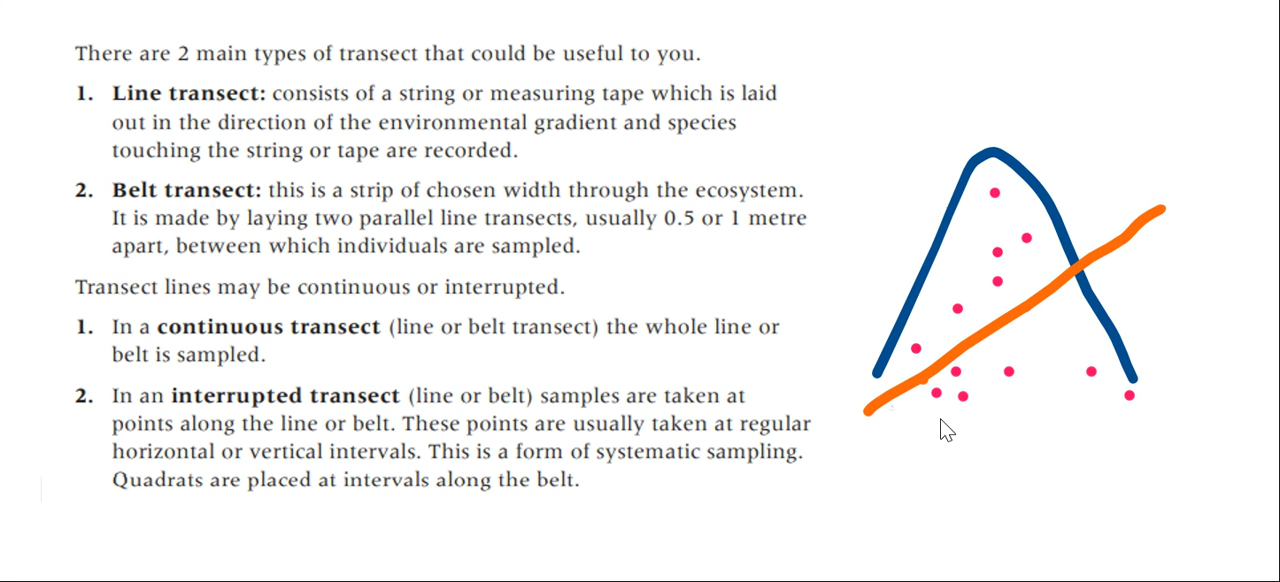 There are 2 main types of transect that could be useful to you.
1. Line transect: consists of a string or measuring tape which is laid
out in the direction of the environmental gradient and species
touching the string or tape are recorded.
2. Belt transect: this is a strip of chosen width through the ecosystem.
It is made by laying two parallel line transects, usually 0.5 or 1 metre
apart, between which individuals are sampled.
Transect lines may be continuous or interrupted.
1. In a continuous transect (line or belt transect) the whole line or
belt is sampled.
2. In an interrupted transect (line or belt) samples are taken at
points along the line or belt. These points are usually taken at regular
horizontal or vertical intervals. This is a form of systematic sampling.
Quadrats are placed at intervals along the belt.